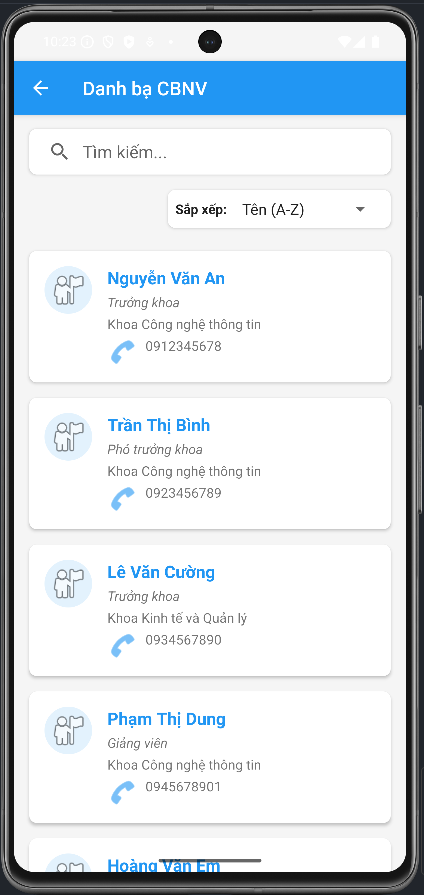 10:23
Danh bạ CBNV
Tìm kiếm...
Sắp xếp: Tên (A-Z)
Nguyễn Văn An
Trưởng khoa
Khoa Công nghệ thông tin
0912345678
Trần Thị Bình
Phó trưởng khoa
Khoa Công nghệ thông tin
0923456789
Lê Văn Cường
Trưởng khoa
Khoa Kinh tế và Quản lý
0934567890
Phạm Thị Dung
Giảng viên
Khoa Công nghệ thông tin
0945678901
Hoàng Văn Em